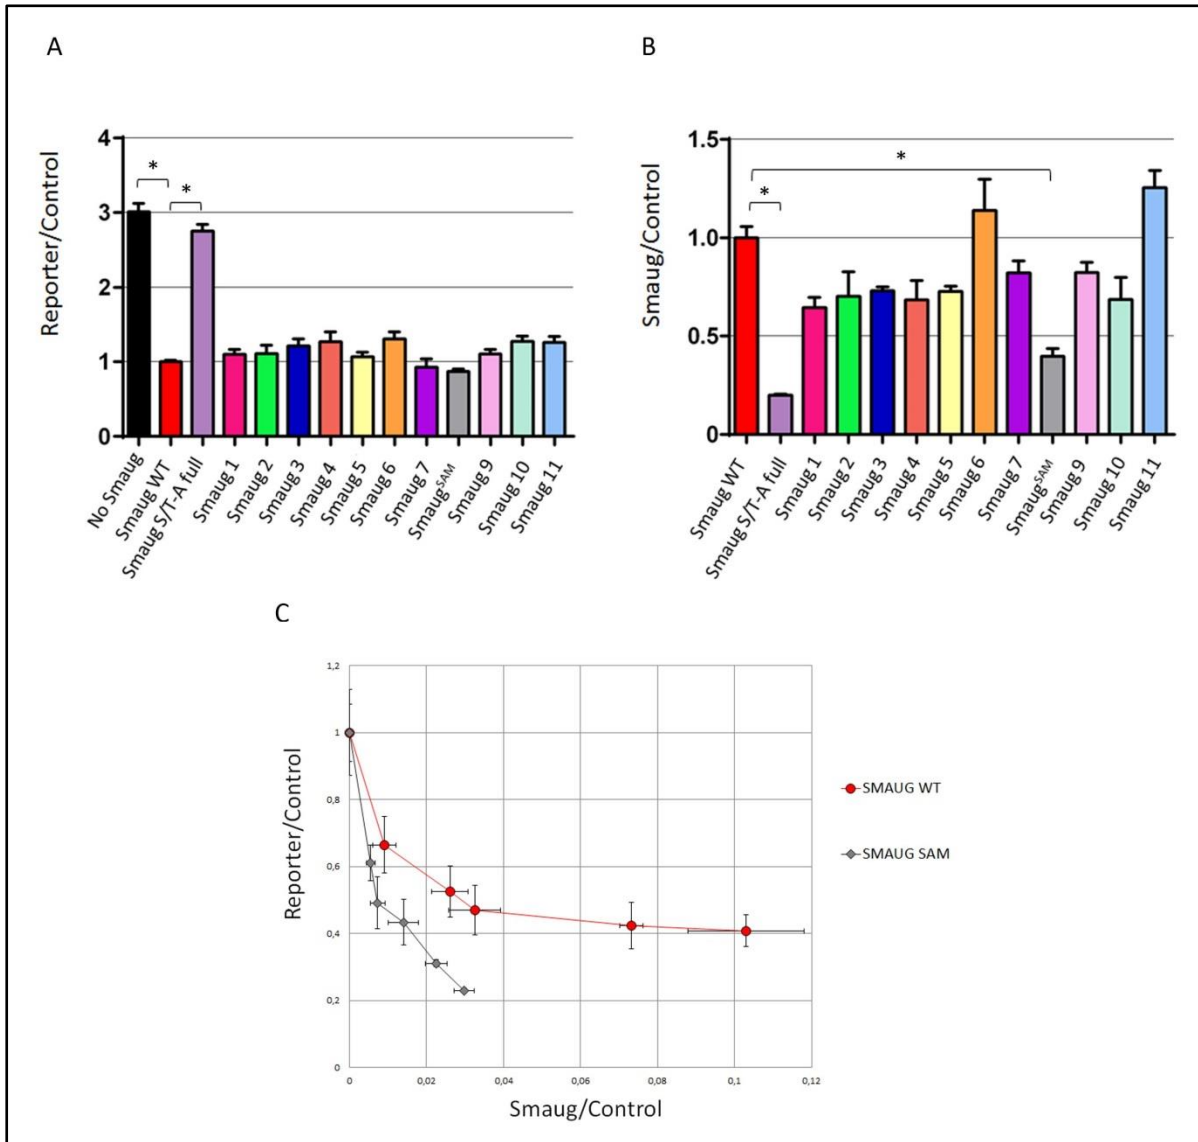 A
B
Reporter/Control
4
3
2
1
0
*
*
No Smaug
Smaug WT
Smaug S/T-A full
Smaug 1
Smaug 2
Smaug 3
Smaug 4
Smaug 5
Smaug 6
Smaug 7
Smaug^SAM
Smaug 9
Smaug 10
Smaug 11
Smaug/Control
1.5
1.0
0.5
0
*
*
Smaug WT
Smaug S/T-A full
Smaug 1
Smaug 2
Smaug 3
Smaug 4
Smaug 5
Smaug 6
Smaug 7
Smaug^SAM
Smaug 9
Smaug 10
Smaug 11
C
Reporter/Control
1,2
1
0,8
0,6
0,4
0,2
0
0 0,02 0,04 0,06 0,08 0,1 0,12
Smaug/Control
SMAUG WT
SMAUG SAM